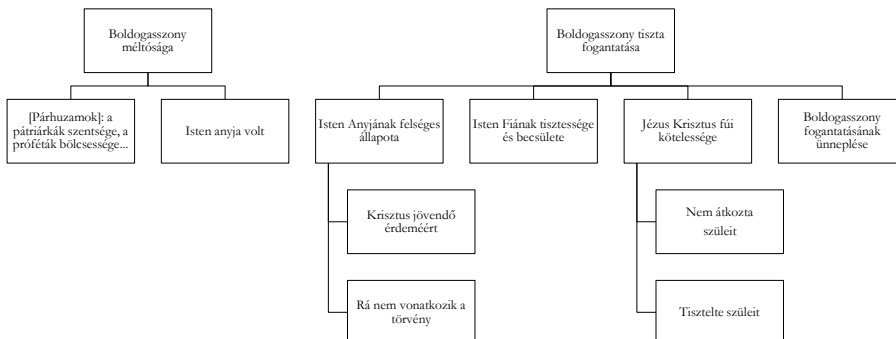 Boldogasszony
méltósága
Boldogasszony tiszta
fogantatása
[Párhuzamok]: a
pátriárkák szentsége, a
próféták bölcsessége...
Isten anyja volt
Isten Anyjának felséges
állapota
Isten Fiának tisztessége
és becsülete
Jézus Krisztus fúi
kötelessége
Boldogasszony
fogantatásának
ünneplése
Krisztus jövendő
érdeméért
Rá nem vonatkozik a
törvény
Nem átkozta
szüleit
Tisztelte szüleit